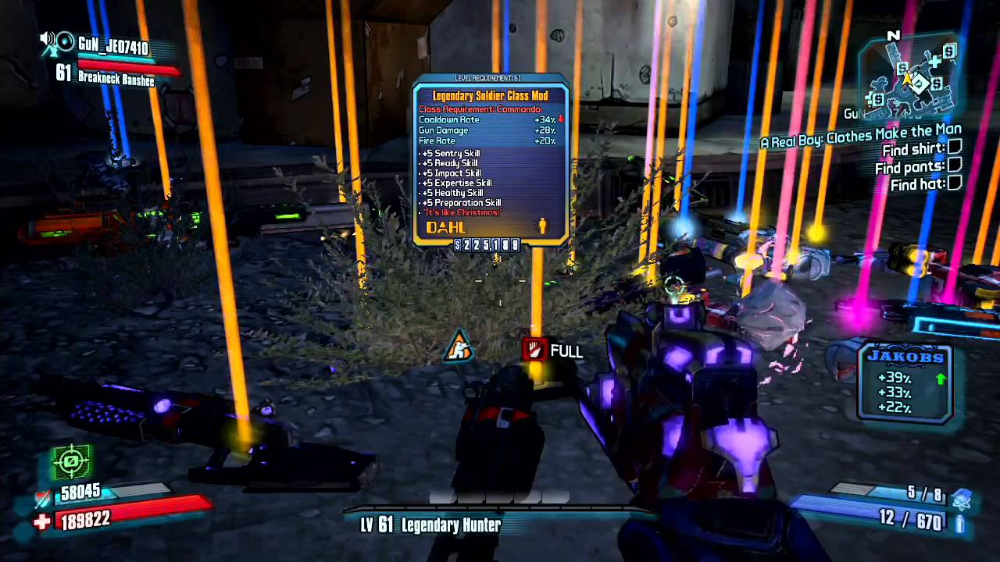 GuN_JE07410
61 Breakneck Banshee
LEVEL REQUIREMENT: 61
Legendary Soldier Class Mod
Class Requirement: Commando
Cooldown Rate +34%
Gun Damage +28%
Fire Rate +20%
• +5 Sentry Skill
• +5 Ready Skill
• +5 Impact Skill
• +5 Expertise Skill
• +5 Healthy Skill
• +5 Preparation Skill
• "It's like Christmas."
DAHL
$225,189
N
$
$
$
$
Gu
A Real Boy: Clothes Make the Man
Find shirt:
Find pants:
Find hat:
FULL
JAKOBS
+39%
+33%
+22%
58045
189822
LV 61 Legendary Hunter
5 / 8
12 / 670